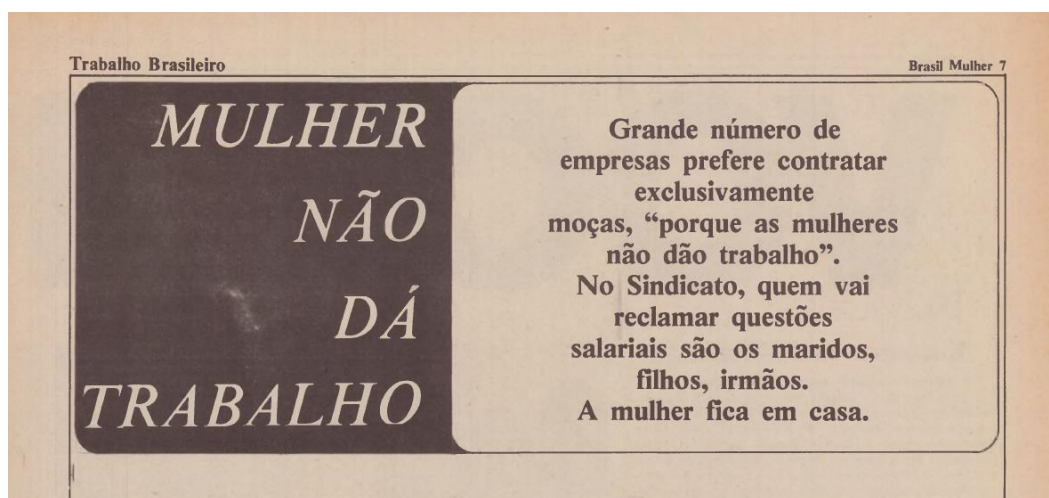 Trabalho Brasileiro
Brasil Mulher 7
MULHER
NÃO
DÁ
TRABALHO
Grande número de
empresas prefere contratar
exclusivamente
moças, “porque as mulheres
não dão trabalho”.
No Sindicato, quem vai
reclamar questões
salariais são os maridos,
filhos, irmãos.
A mulher fica em casa.